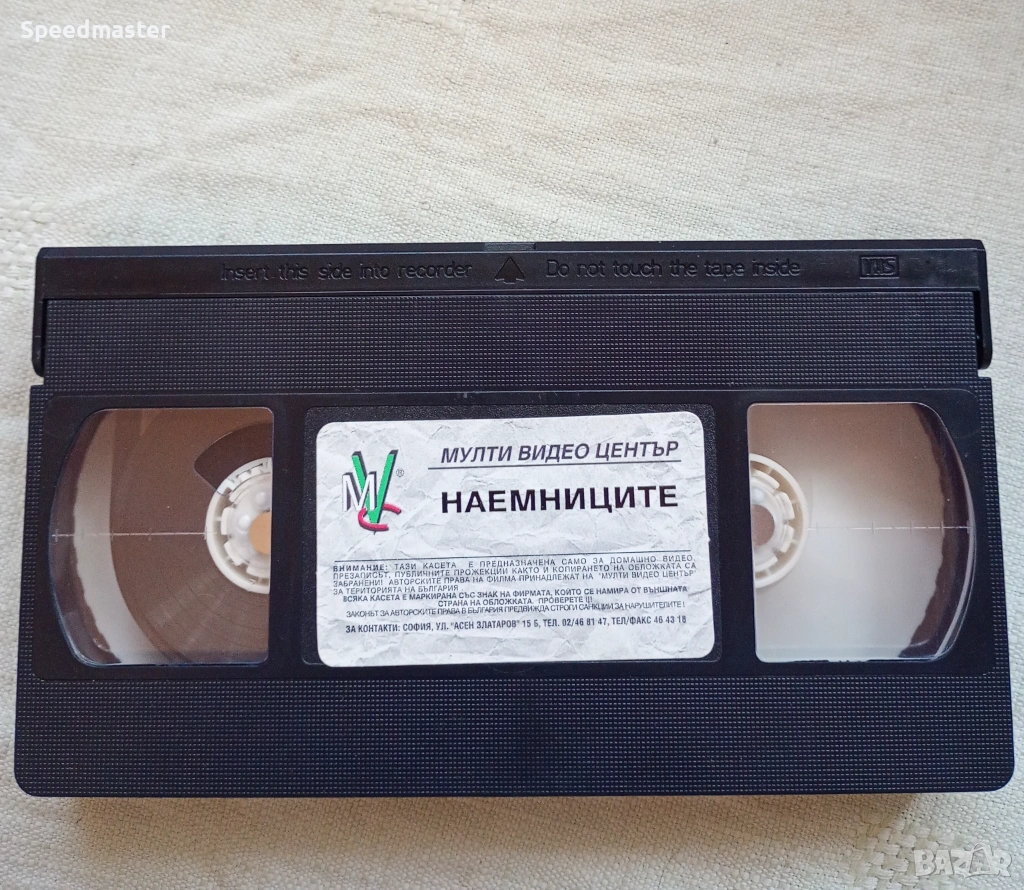 Speedmaster
Insert this side into recorder Do not touch the tape inside VHS
MVC ®
МУЛТИ ВИДЕО ЦЕНТЪР
НАЕМНИЦИТЕ
ВНИМАНИЕ: ТАЗИ КАСЕТА Е ПРЕДНАЗНАЧЕНА САМО ЗА ДОМАШНО ВИДЕО.
ПРЕЗАПИСЪТ, ПУБЛИЧНИТЕ ПРОЖЕКЦИИ КАКТО И КОПИРАНЕТО НА ОБЛОЖКАТА СА
ЗАБРАНЕНИ! АВТОРСКИТЕ ПРАВА НА ФИЛМА ПРИНАДЛЕЖАТ НА "МУЛТИ ВИДЕО ЦЕНТЪР"
ЗА ТЕРИТОРИЯТА НА БЪЛГАРИЯ
ВСЯКА КАСЕТА Е МАРКИРАНА СЪС ЗНАК НА ФИРМАТА, КОЙТО СЕ НАМИРА ОТ ВЪНШНАТА
СТРАНА НА ОБЛОЖКАТА. ПРОВЕРЕТЕ !!!
ЗАКОНЪТ ЗА АВТОРСКИТЕ ПРАВА В БЪЛГАРИЯ ПРЕДВИЖДА СТРОГИ САНКЦИИ ЗА НАРУШИТЕЛИТЕ !
ЗА КОНТАКТИ: СОФИЯ, УЛ. "АСЕН ЗЛАТАРОВ" 15 Б, ТЕЛ. 02/46 81 47, ТЕЛ/ФАКС 46 43 18
BAZAR